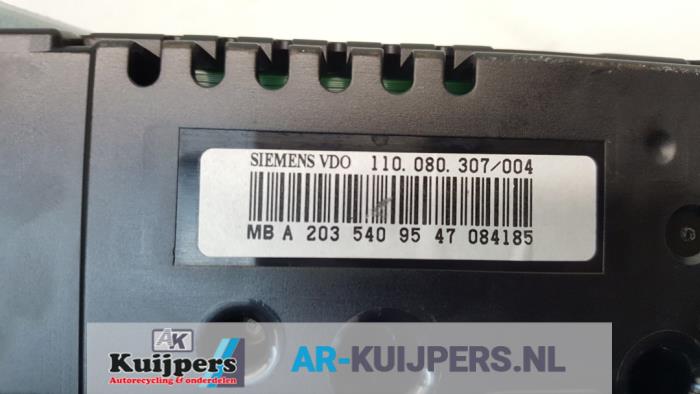 SIEMENS VDO 110.080.307/004
MB A 203 540 95 47 084185
AK
Kuijpers
Autorecycling & onderdelen
AR-KUIJPERS.NL